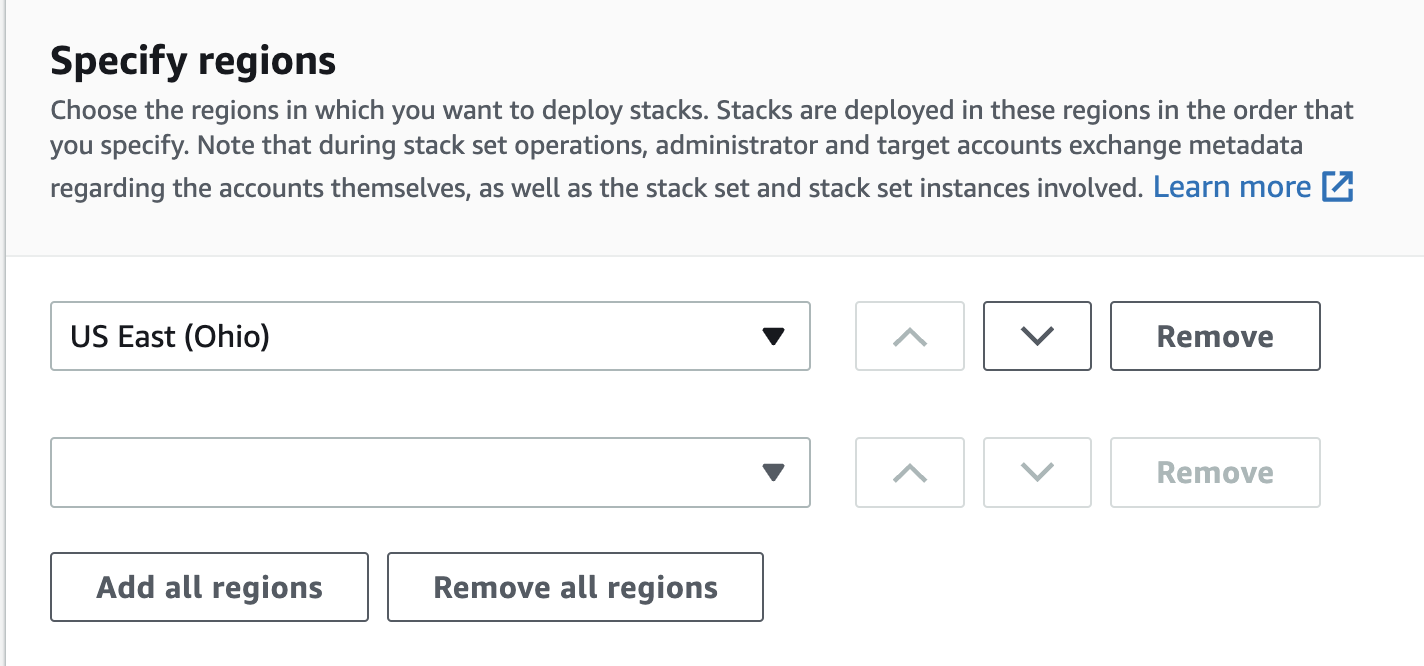 Specify regions
Choose the regions in which you want to deploy stacks. Stacks are deployed in these regions in the order that
you specify. Note that during stack set operations, administrator and target accounts exchange metadata
regarding the accounts themselves, as well as the stack set and stack set instances involved. Learn more
US East (Ohio) Remove
Remove
Add all regions Remove all regions